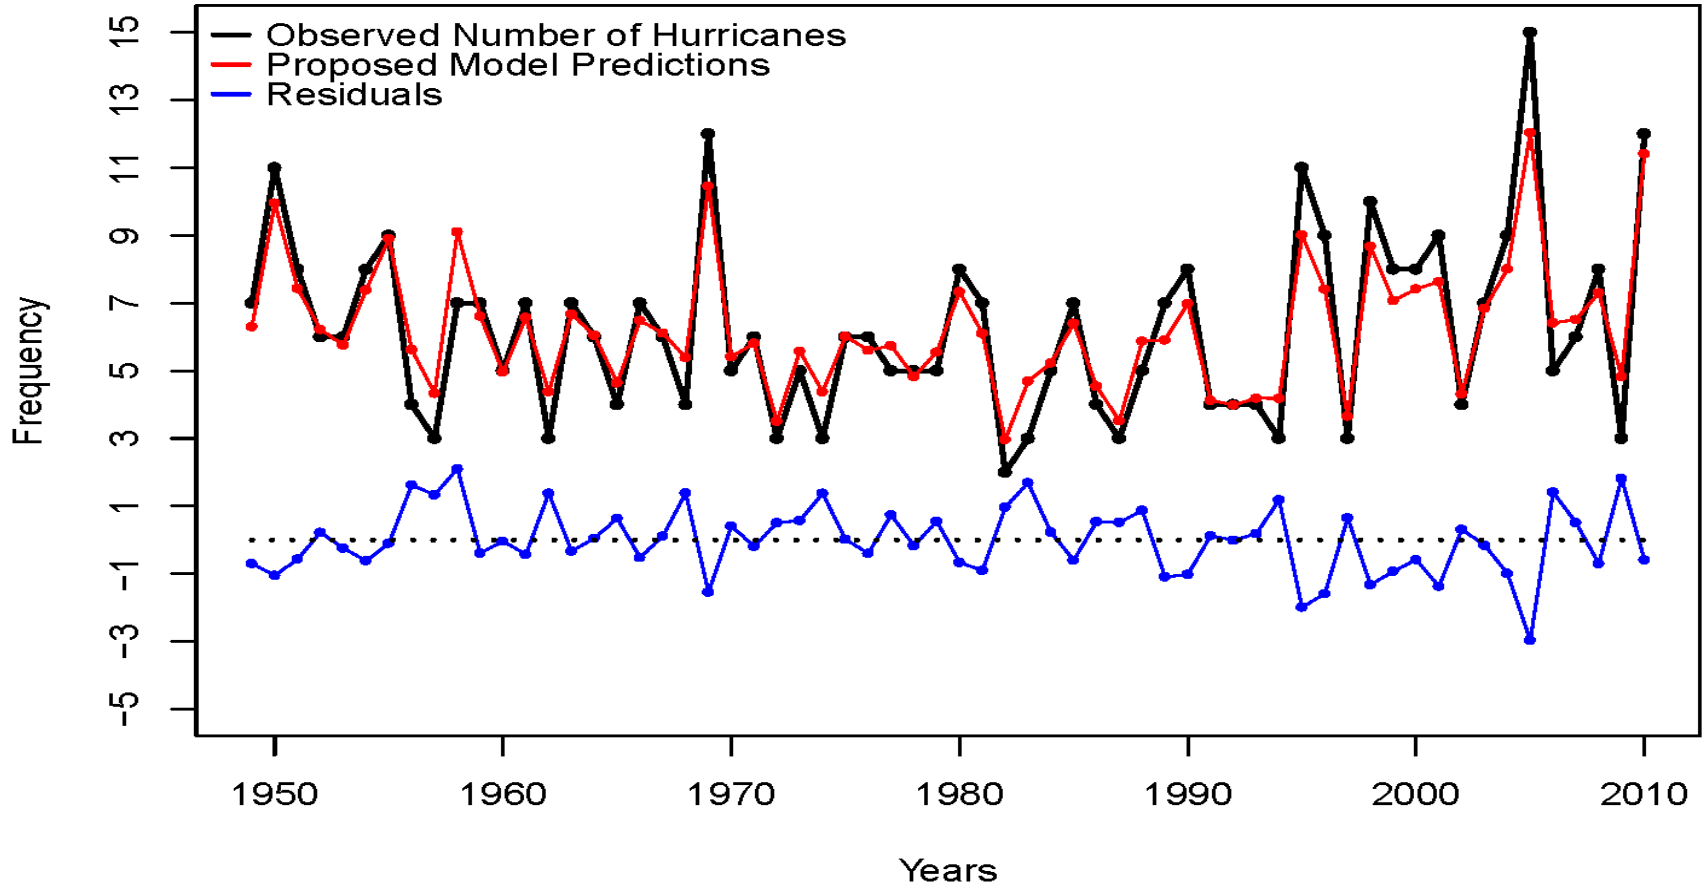 Observed Number of Hurricanes
Proposed Model Predictions
Residuals
Frequency
15
13
11
9
7
5
3
1
−1
−3
−5
1950 1960 1970 1980 1990 2000 2010
Years